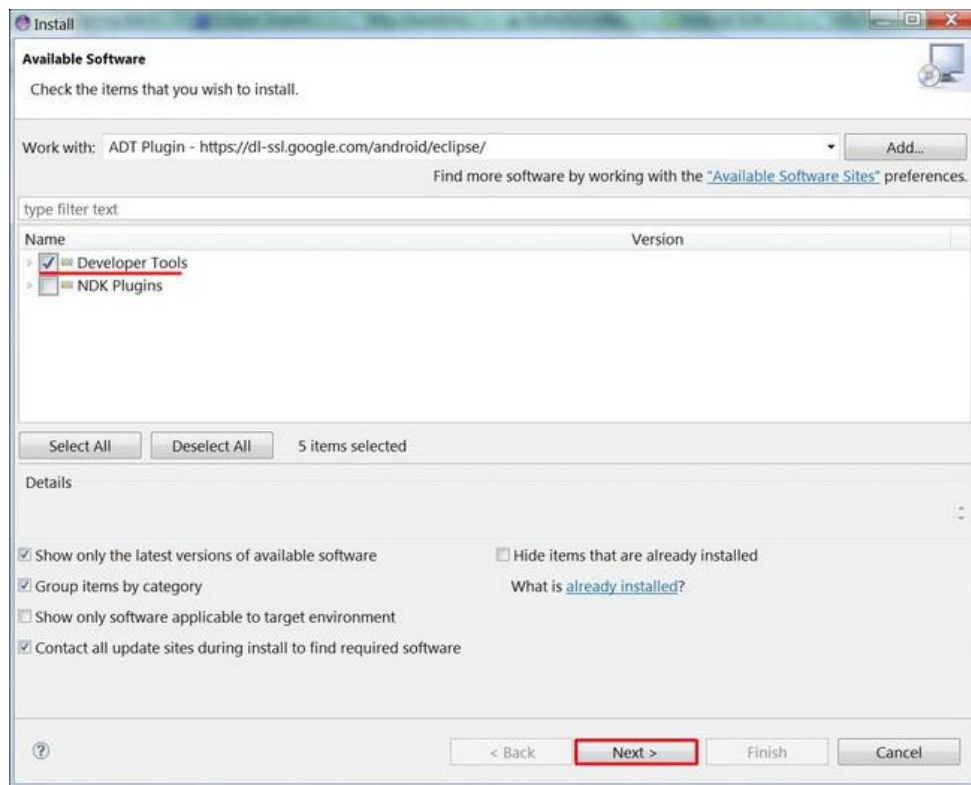 Install
Available Software
Check the items that you wish to install.
Work with: ADT Plugin - https://dl-ssl.google.com/android/eclipse/ Add...
Find more software by working with the "Available Software Sites" preferences.
type filter text
Name Version
Developer Tools
NDK Plugins
Select All Deselect All 5 items selected
Details
Show only the latest versions of available software Hide items that are already installed
Group items by category What is already installed?
Show only software applicable to target environment
Contact all update sites during install to find required software
? < Back Next > Finish Cancel